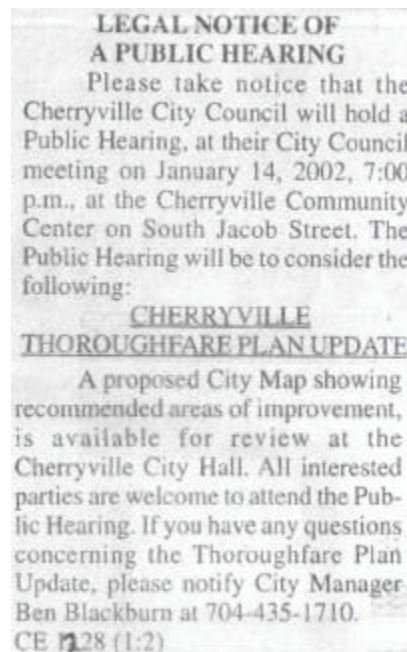 LEGAL NOTICE OF
A PUBLIC HEARING
Please take notice that the
Cherryville City Council will hold a
Public Hearing, at their City Council
meeting on January 14, 2002, 7:00
p.m., at the Cherryville Community
Center on South Jacob Street. The
Public Hearing will be to consider the
following:
CHERRYVILLE
THOROUGHFARE PLAN UPDATE
A proposed City Map showing
recommended areas of improvement,
is available for review at the
Cherryville City Hall. All interested
parties are welcome to attend the Pub-
lic Hearing. If you have any questions
concerning the Thoroughfare Plan
Update, please notify City Manager
Ben Blackburn at 704-435-1710.
CE (1:2)